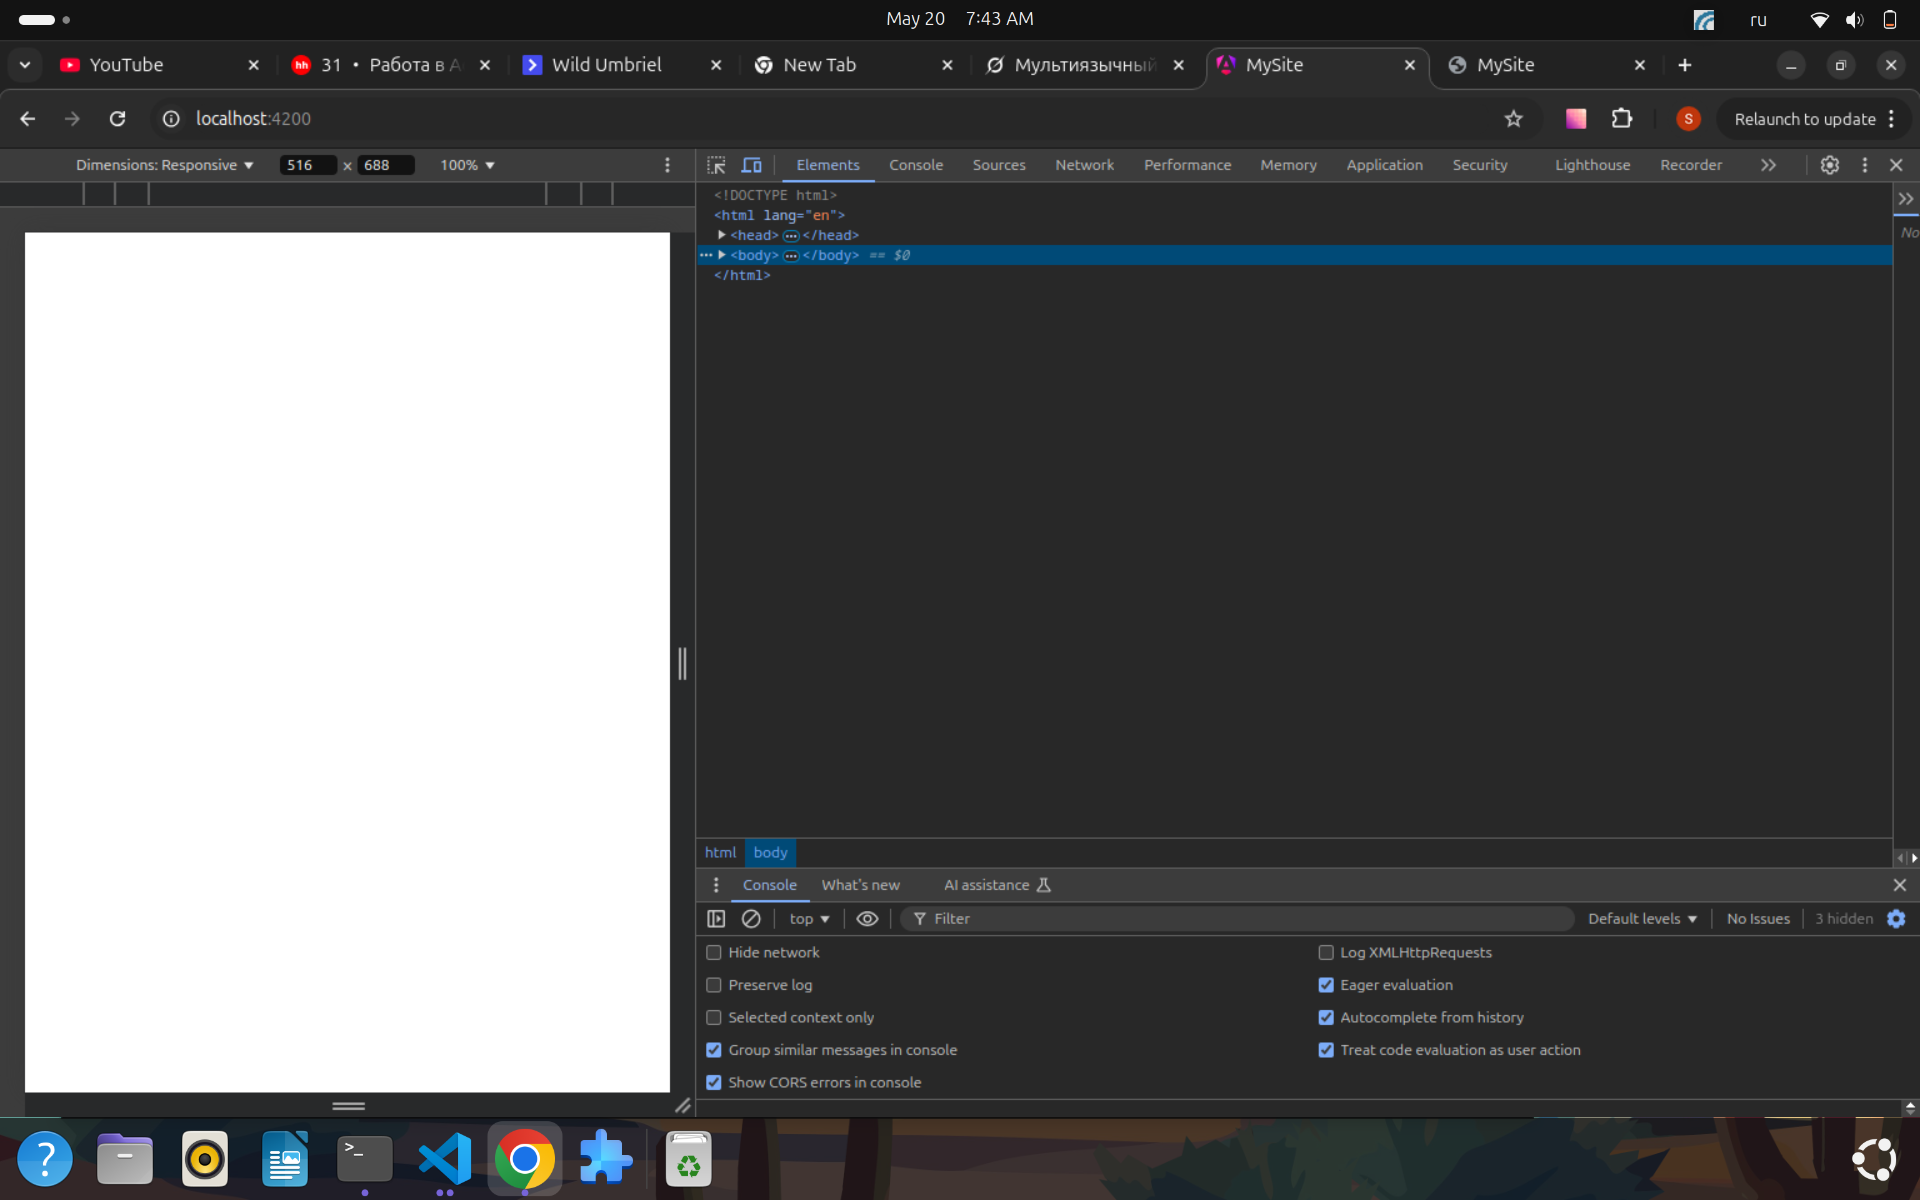 May 20 7:43 AM
ru
YouTube
hh 31 • Работа в A
Wild Umbriel
New Tab
Мультиязычный
MySite
MySite
localhost:4200
S
Relaunch to update
Dimensions: Responsive 516 x 688 100%
Elements Console Sources Network Performance Memory Application Security Lighthouse Recorder
<!DOCTYPE html>
<html lang="en">
<head> ••• </head>
••• <body> ••• </body> == $0
</html>
No
html body
Console What's new AI assistance
top Filter Default levels No Issues 3 hidden
Hide network
Log XMLHttpRequests
Preserve log
Eager evaluation
Selected context only
Autocomplete from history
Group similar messages in console
Treat code evaluation as user action
Show CORS errors in console
?
>_